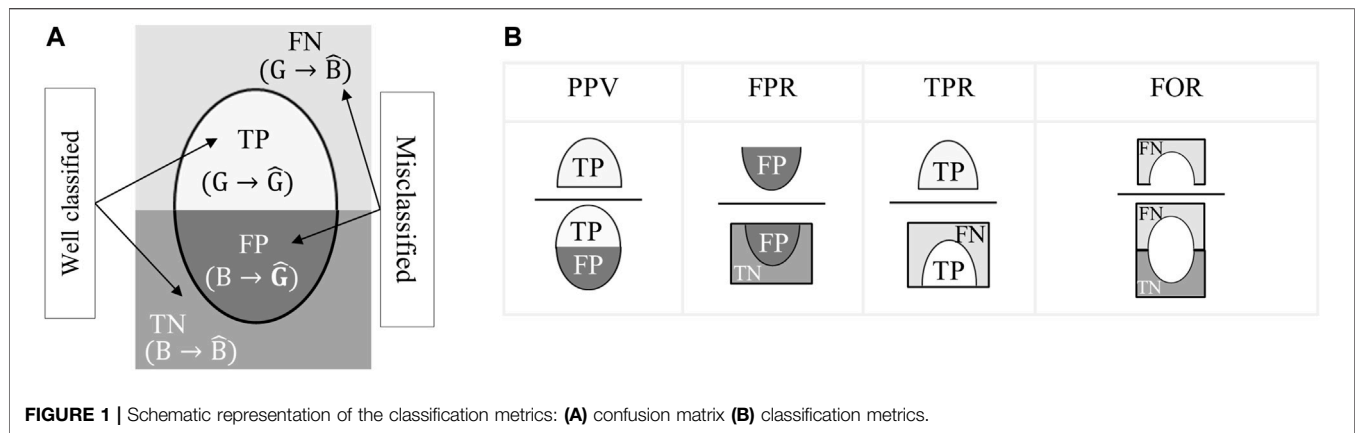 A
FN
(G → B̂)
TP
(G → Ĝ)
FP
(B → Ĝ)
TN
(B → B̂)
Well classified
Misclassified
B
PPV FPR TPR FOR
TP
TP
FP
FP
FP
TN
TP
FN
TP
FN
FN
TN
FIGURE 1 | Schematic representation of the classification metrics: (A) confusion matrix (B) classification metrics.